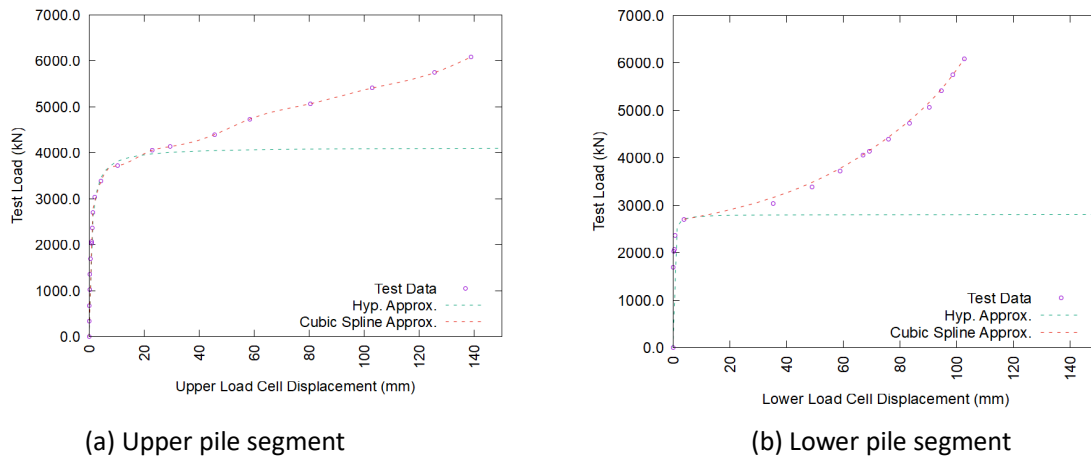 7000.0
6000.0
5000.0
4000.0
3000.0
2000.0
1000.0
0.0
Test Load (kN)
0 20 40 60 80 100 120 140
Upper Load Cell Displacement (mm)
Test Data
Hyp. Approx.
Cubic Spline Approx.
(a) Upper pile segment
7000.0
6000.0
5000.0
4000.0
3000.0
2000.0
1000.0
0.0
Test Load (kN)
0 20 40 60 80 100 120 140
Lower Load Cell Displacement (mm)
Test Data
Hyp. Approx.
Cubic Spline Approx.
(b) Lower pile segment